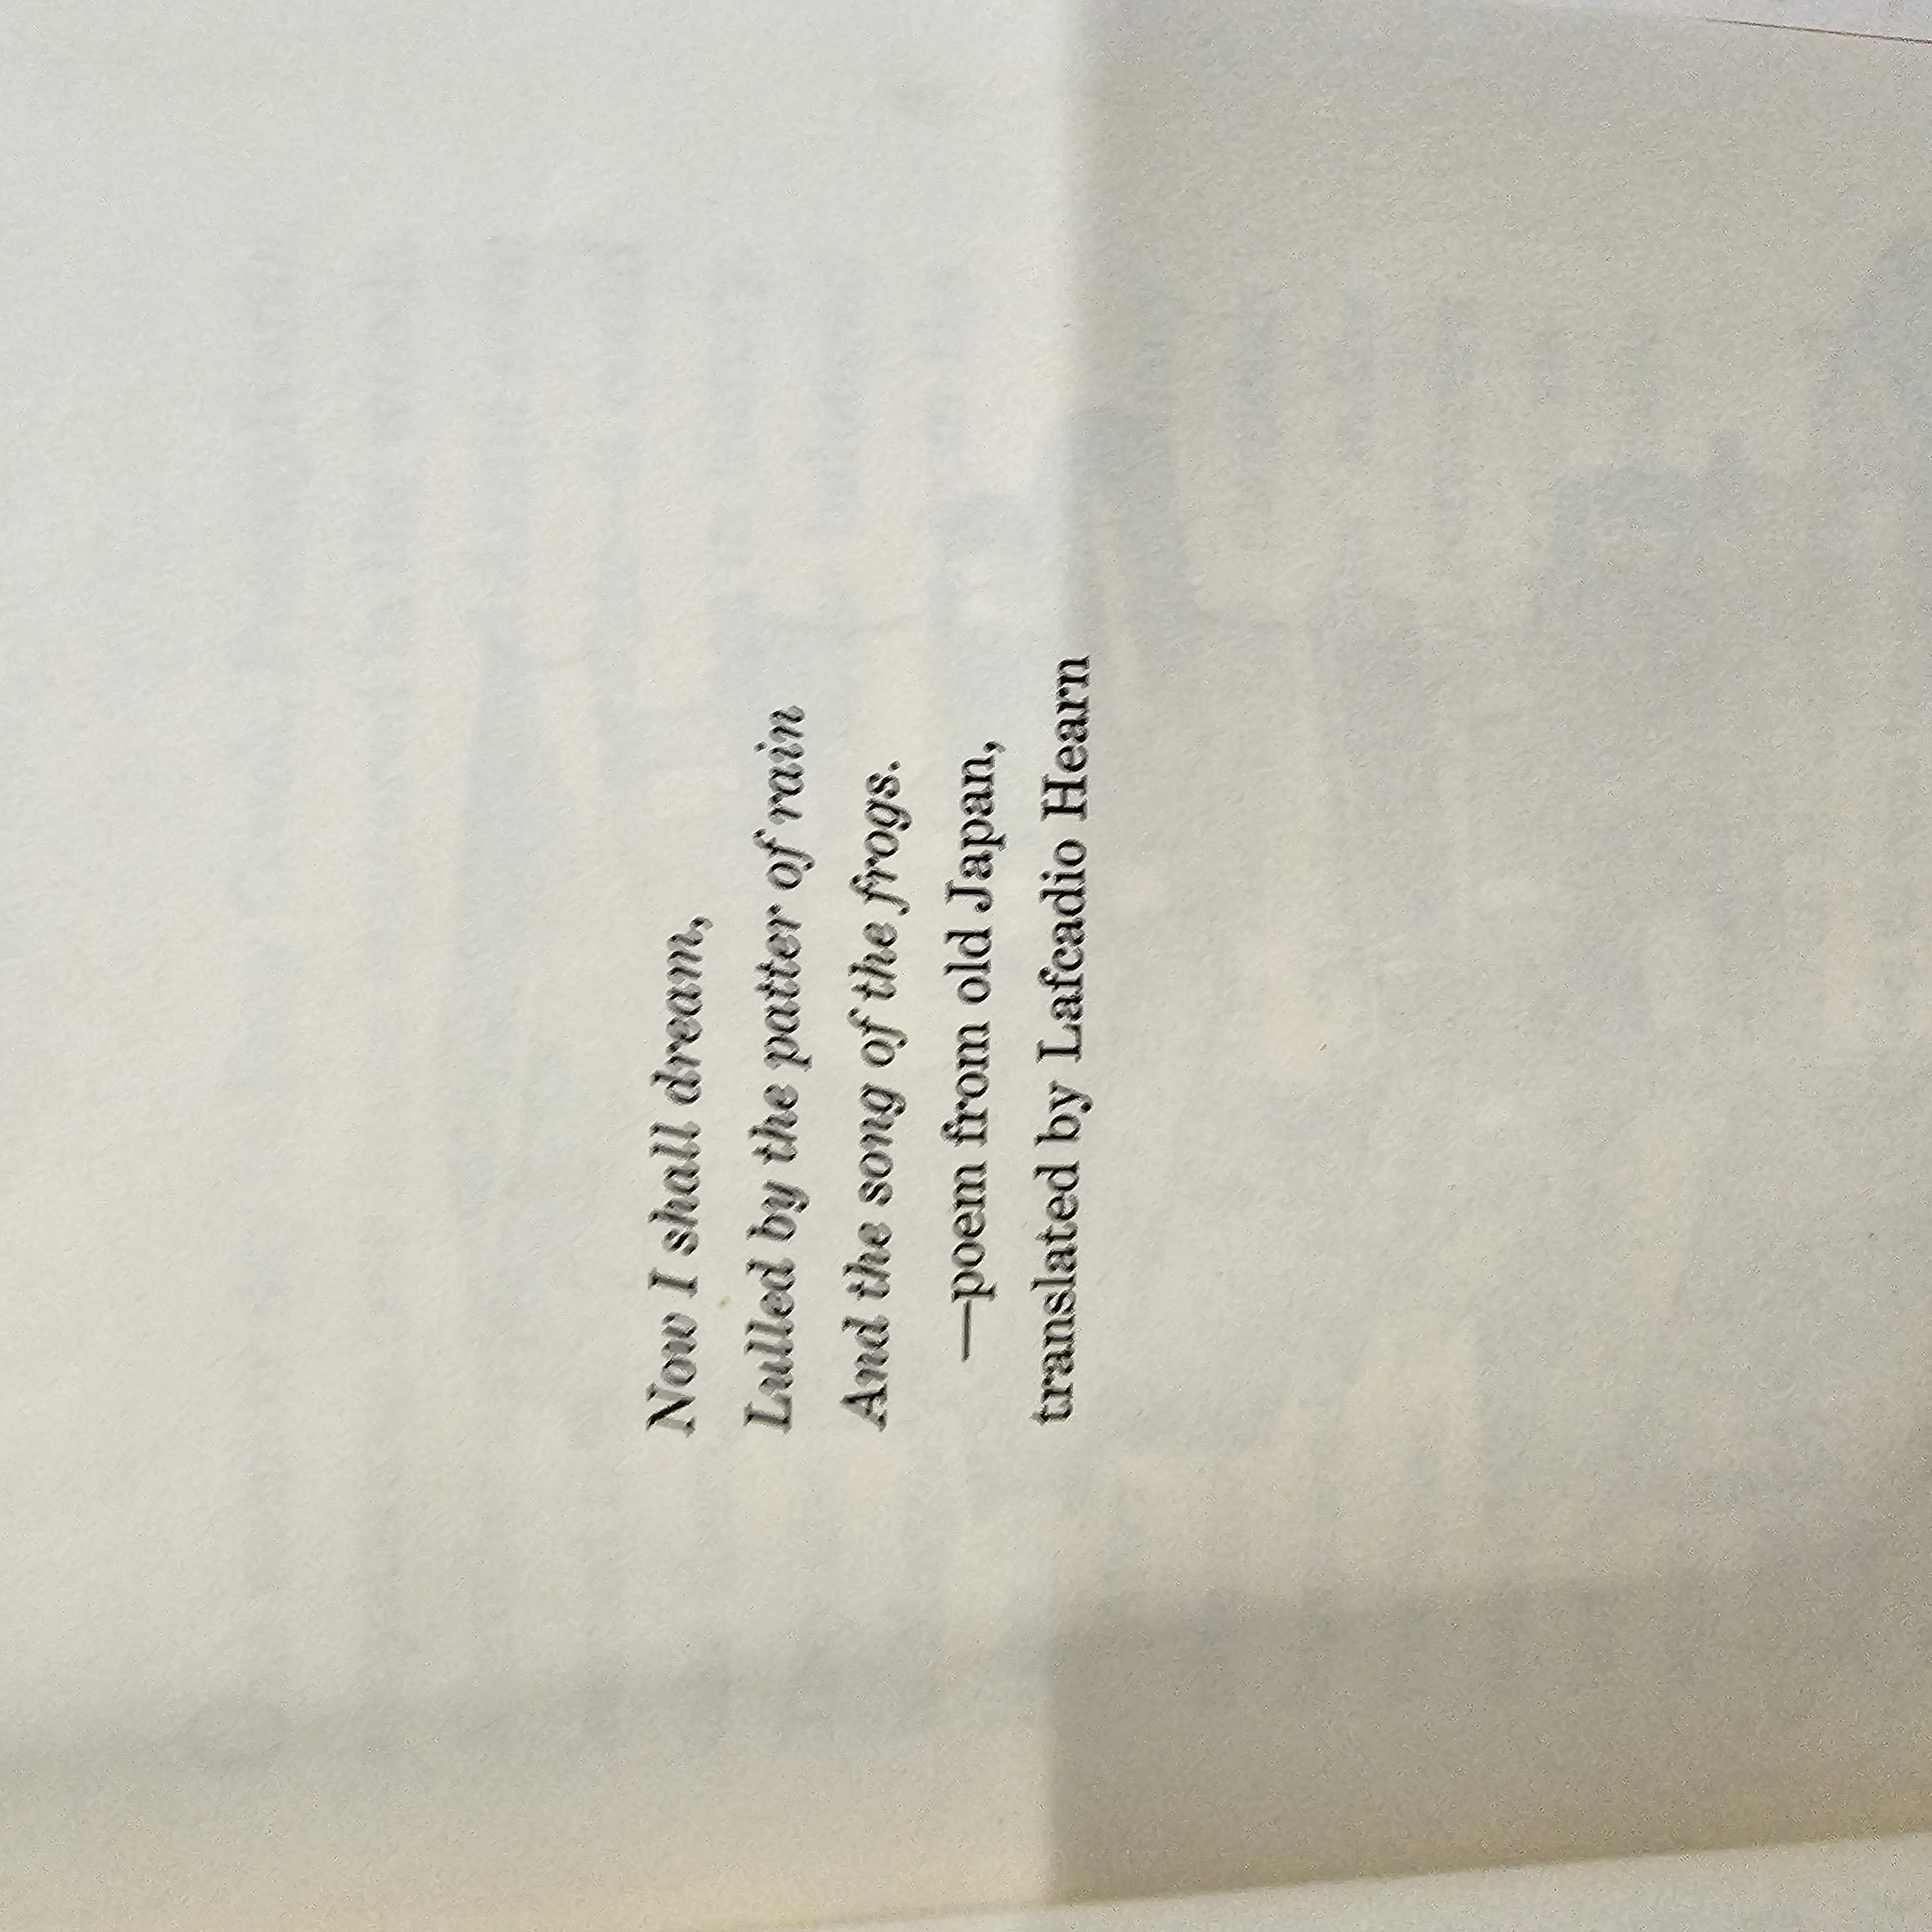 Now I shall dream,
Lulled by the patter of rain
And the song of the frogs.
—poem from old Japan,
translated by Lafcadio Hearn